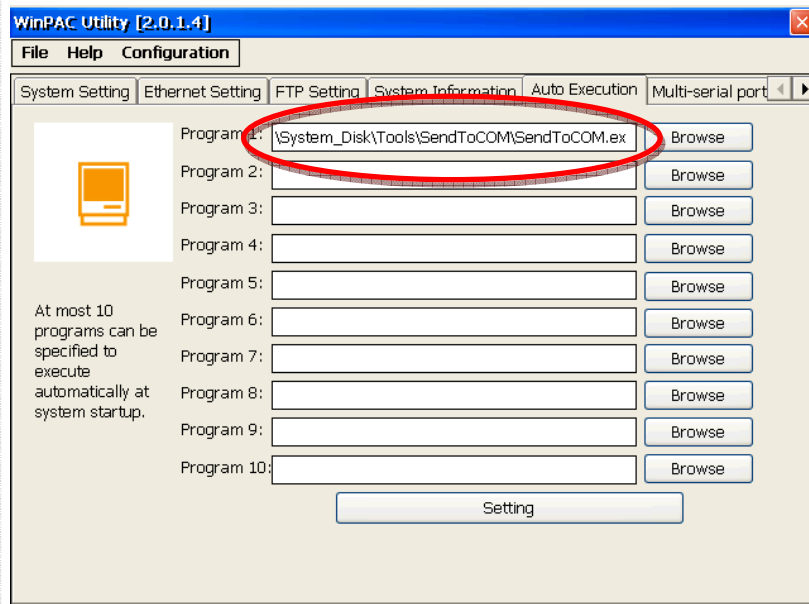 WinPAC Utility [2.0.1.4]
File Help Configuration
System Setting Ethernet Setting FTP Setting System Information Auto Execution Multi-serial port
Program 1: \System_Disk\Tools\SendToCOM\SendToCOM.ex Browse
Program 2: Browse
Program 3: Browse
Program 4: Browse
Program 5: Browse
Program 6: Browse
Program 7: Browse
Program 8: Browse
Program 9: Browse
Program 10: Browse
At most 10
programs can be
specified to
execute
automatically at
system startup.
Setting